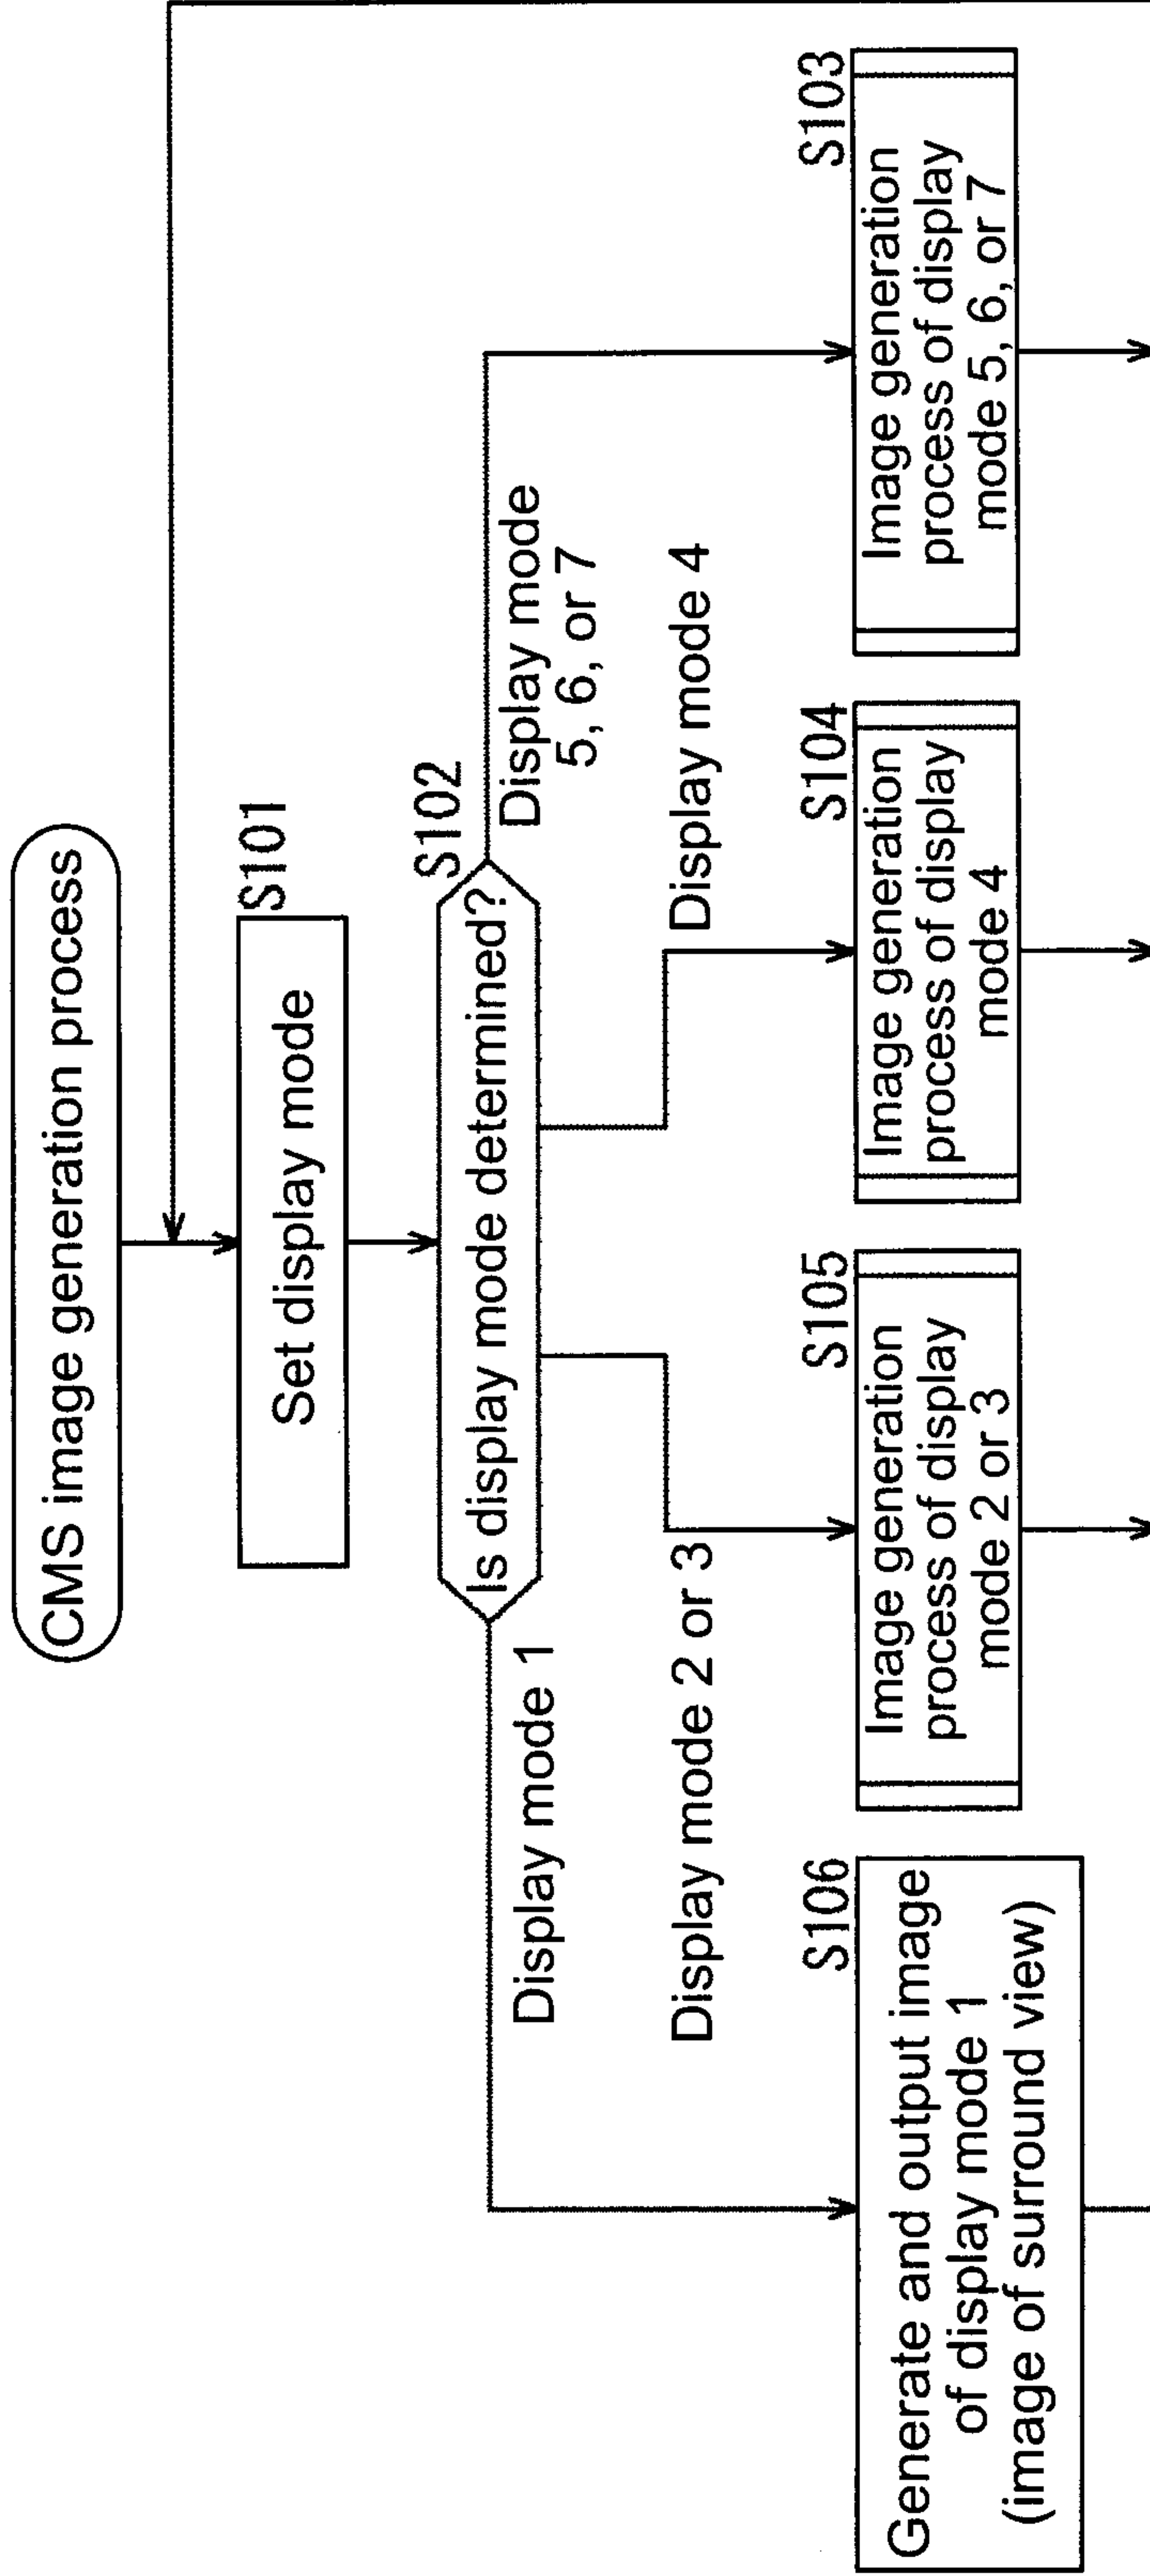 CMS image generation process
S101
Set display mode
S102
Is display mode determined?
Display mode 1
Display mode 2 or 3
Display mode 4
Display mode
5, 6, or 7
S106
Generate and output image
of display mode 1
(image of surround view)
S105
Image generation
process of display
mode 2 or 3
S104
Image generation
process of display
mode 4
S103
Image generation
process of display
mode 5, 6, or 7